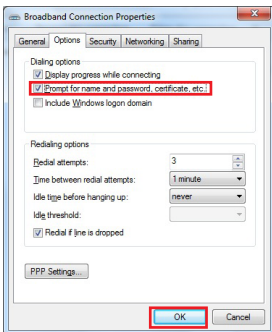 Broadband Connection Properties
General Options Security Networking Sharing
Dialing options
Display progress while connecting
Prompt for name and password, certificate, etc.
Include Windows logon domain
Redialing options
Redial attempts: 3
Time between redial attempts: 1 minute
Idle time before hanging up: never
Idle threshold:
Redial if line is dropped
PPP Settings...
OK Cancel